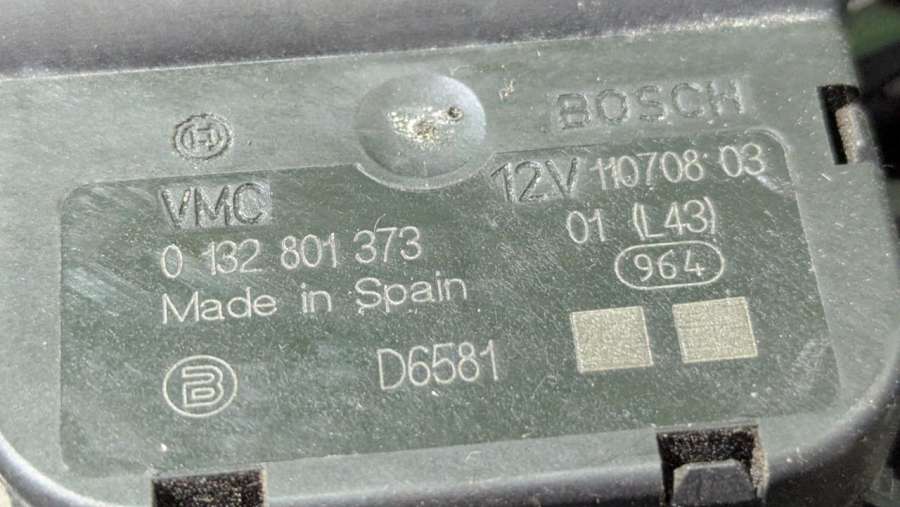 BOSCH
VMC 12V 110708 03
0 132 801 373 01 (L43)
Made in Spain 964
D6581
B